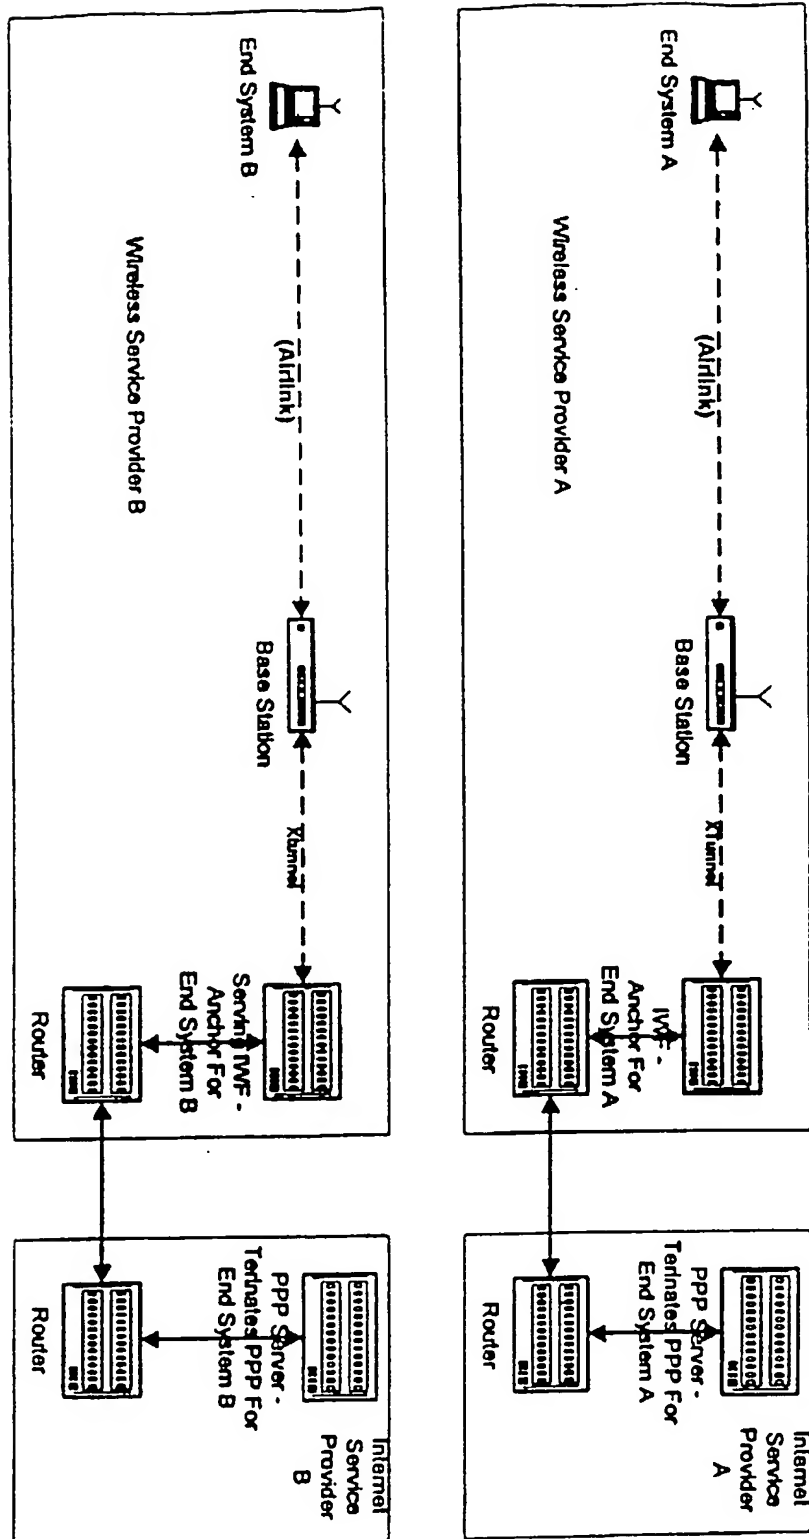 End System A
(Airlink)
Wireless Service Provider A
Base Station
XTunnel
IWF -
Anchor For
End System A
Router
PPP Server -
Terinates PPP For
End System A
Router
Internet
Service
Provider
A
End System B
(Airlink)
Wireless Service Provider B
Base Station
Xtunnel
Serving IWF -
Anchor For
End System B
Router
PPP Server -
Terinates PPP For
End System B
Router
Internet
Service
Provider
B